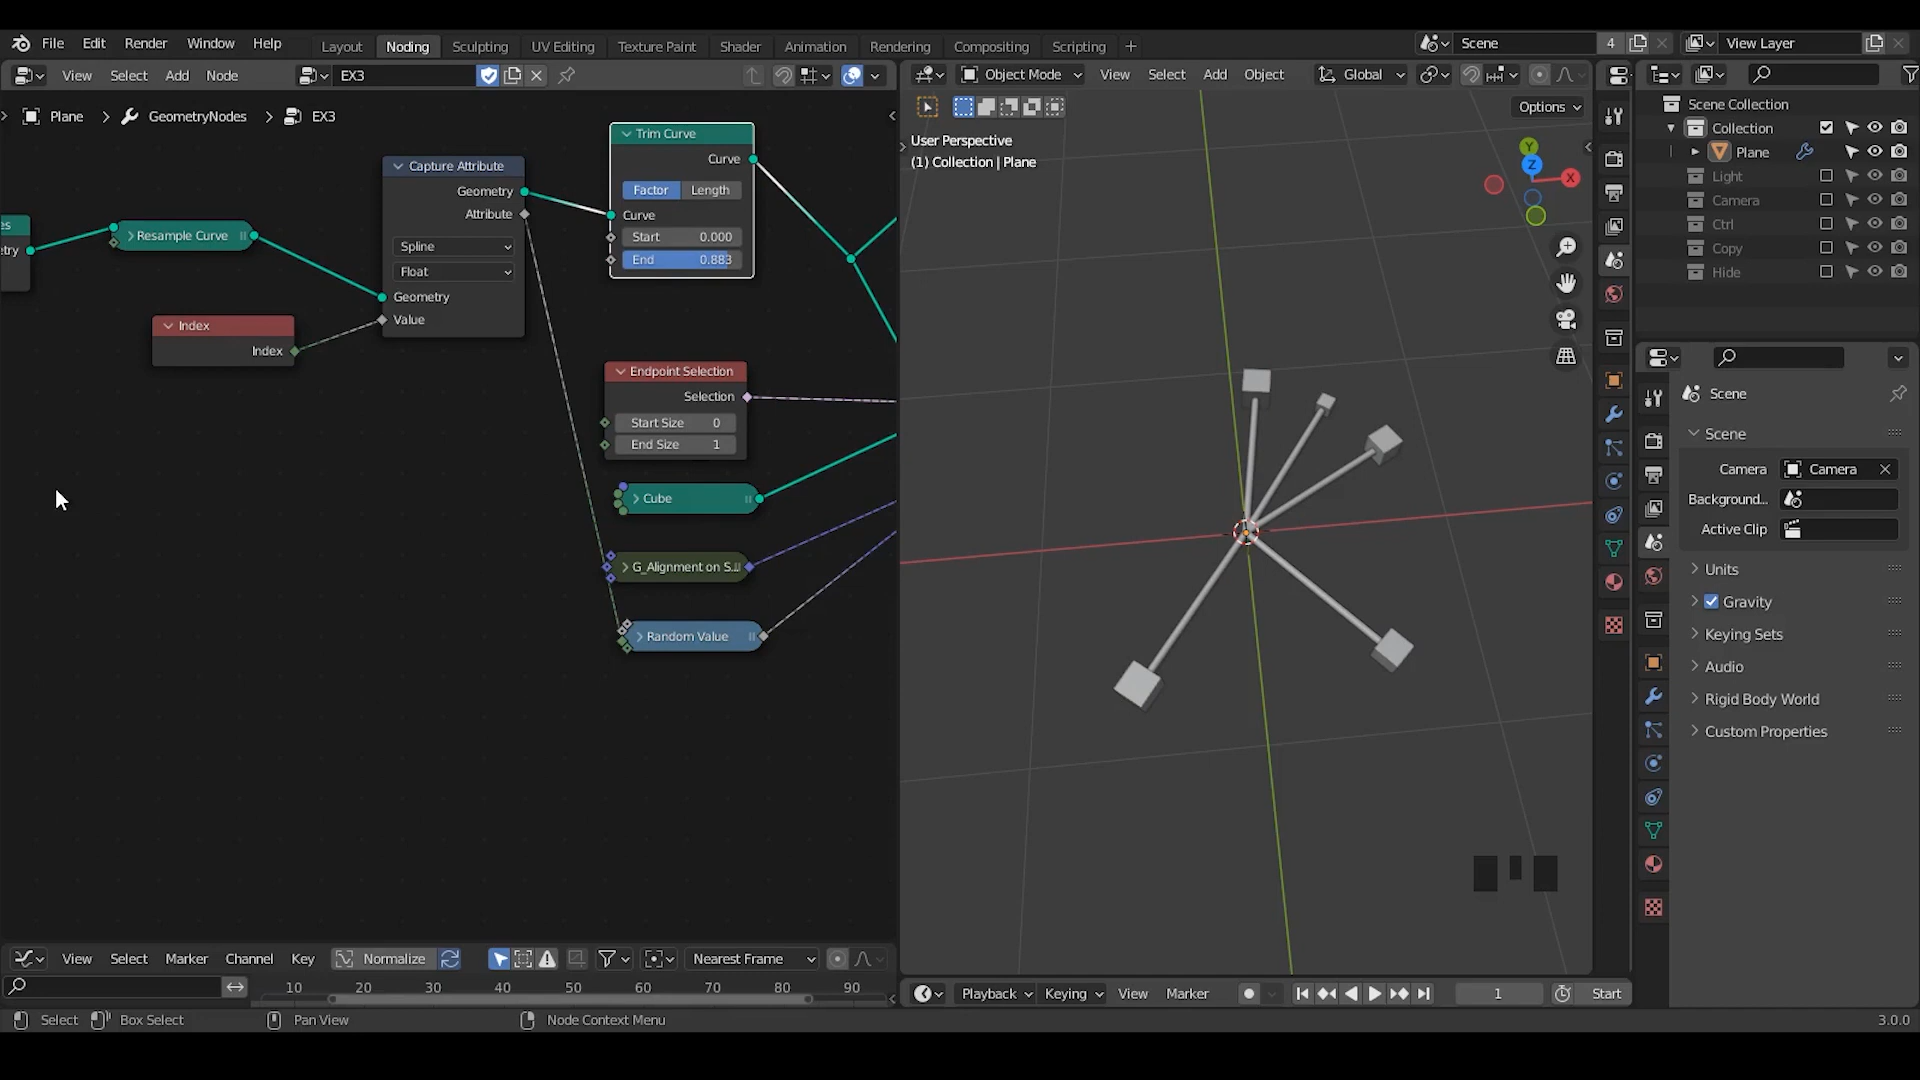 File Edit Render Window Help
Layout Noding Sculpting UV Editing Texture Paint Shader Animation Rendering Compositing Scripting +
Scene 4 View Layer
View Select Add Node EX3
Object Mode View Select Add Object Global
Options
Plane > GeometryNodes > EX3
Trim Curve
Curve
Factor Length
Curve
Start 0.000
End 0.883
Capture Attribute
Geometry
Attribute
Spline
Float
Geometry
Value
es
etry
Resample Curve
Index
Index
Endpoint Selection
Selection
Start Size 0
End Size 1
Cube
G_Alignment on S..
Random Value
User Perspective
(1) Collection | Plane
Y
Z
X
Scene Collection
Collection
Plane
Light
Camera
Ctrl
Copy
Hide
Scene
Scene
Camera Camera
Background...
Active Clip
Units
Gravity
Keying Sets
Audio
Rigid Body World
Custom Properties
View Select Marker Channel Key Normalize Nearest Frame
10 20 30 40 50 60 70 80 90
Playback Keying View Marker 1 Start
Select Box Select Pan View Node Context Menu 3.0.0